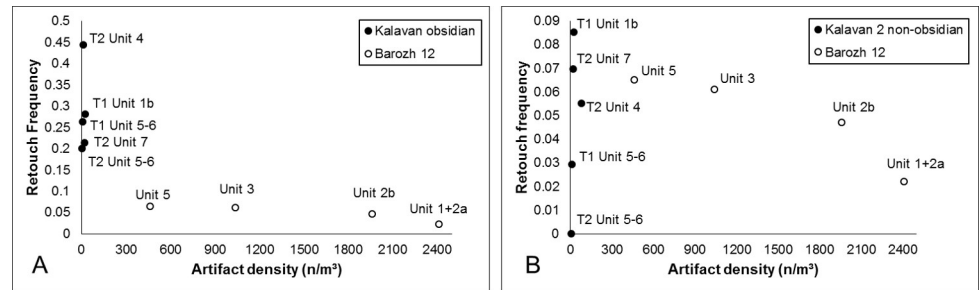 0.5
0.45
0.4
0.35
0.3
0.25
0.2
0.15
0.1
0.05
0
Retouch Frequency
T2 Unit 4
T1 Unit 1b
T1 Unit 5-6
T2 Unit 7
T2 Unit 5-6
Unit 5
Unit 3
Unit 2b
Unit 1+2a
Kalavan obsidian
Barozh 12
0 300 600 900 1200 1500 1800 2100 2400
A
Artifact density (n/m³)
0.09
0.08
0.07
0.06
0.05
0.04
0.03
0.02
0.01
0
Retouch frequency
T1 Unit 1b
T2 Unit 7
T2 Unit 4
T1 Unit 5-6
T2 Unit 5-6
Unit 5
Unit 3
Unit 2b
Unit 1+2a
Kalavan 2 non-obsidian
Barozh 12
0 300 600 900 1200 1500 1800 2100 2400
B
Artifact density (n/m³)